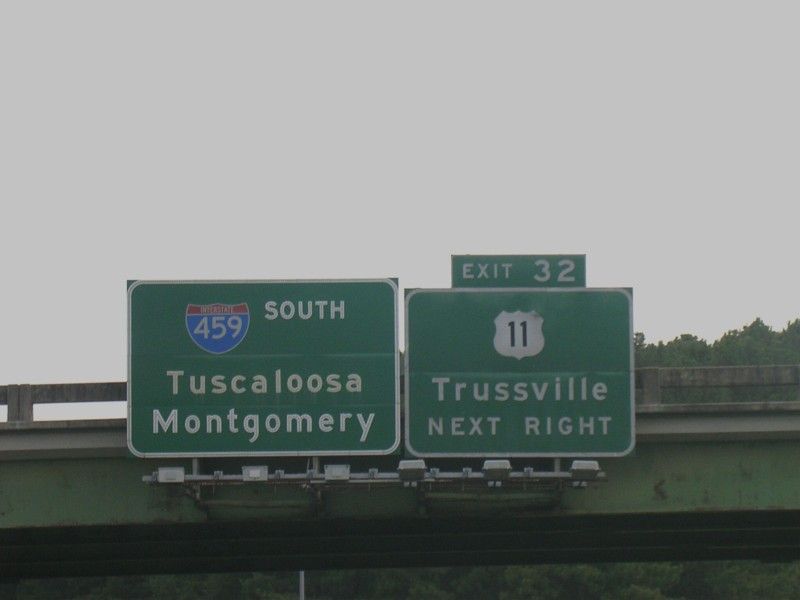 INTERSTATE
459
SOUTH
Tuscaloosa
Montgomery
EXIT 32
11
Trussville
NEXT RIGHT